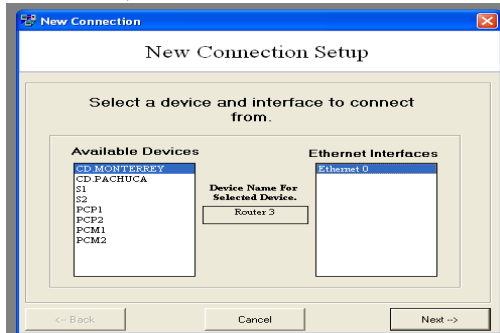 New Connection
New Connection Setup
Select a device and interface to connect
from.
Available Devices
Ethernet Interfaces
CD.MONTERREY
CD.PACHUCA
S1
S2
PCP1
PCP2
PCM1
PCM2
Device Name For
Selected Device.
Router 3
Ethernet 0
<-- Back
Cancel
Next -->